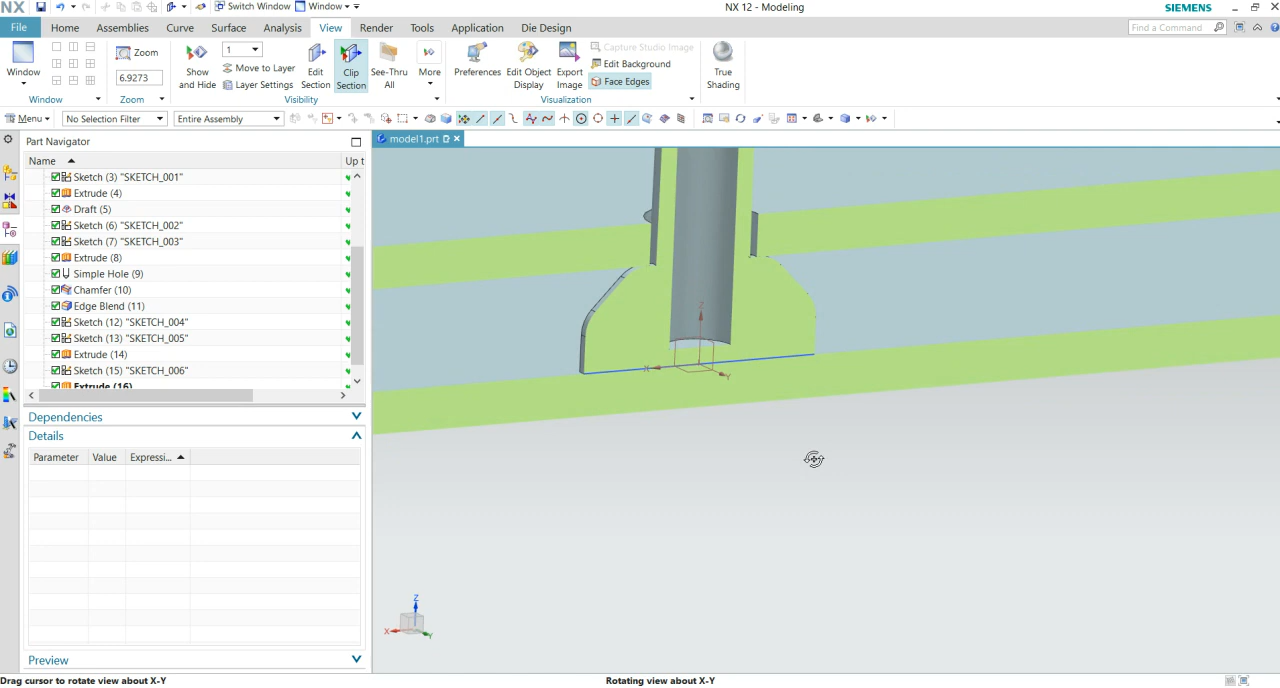 NX Switch Window Window NX 12 - Modeling SIEMENS
File Home Assemblies Curve Surface Analysis View Render Tools Application Die Design Find a Command
Window Zoom 6.9273 Show and Hide 1 Move to Layer Layer Settings Edit Section Clip Section See-Thru All More Preferences Edit Object Display Export Image Capture Studio Image Edit Background Face Edges True Shading
Window Zoom Visibility Visualization
Menu No Selection Filter Entire Assembly
Part Navigator model1.prt
Name Up t
Sketch (3) "SKETCH_001"
Extrude (4)
Draft (5)
Sketch (6) "SKETCH_002"
Sketch (7) "SKETCH_003"
Extrude (8)
Simple Hole (9)
Chamfer (10)
Edge Blend (11)
Sketch (12) "SKETCH_004"
Sketch (13) "SKETCH_005"
Extrude (14)
Sketch (15) "SKETCH_006"
Extrude (16)
Dependencies
Details
Parameter Value Expressi...
Preview
Z
X
Y
Z
X
Y
Drag cursor to rotate view about X-Y Rotating view about X-Y